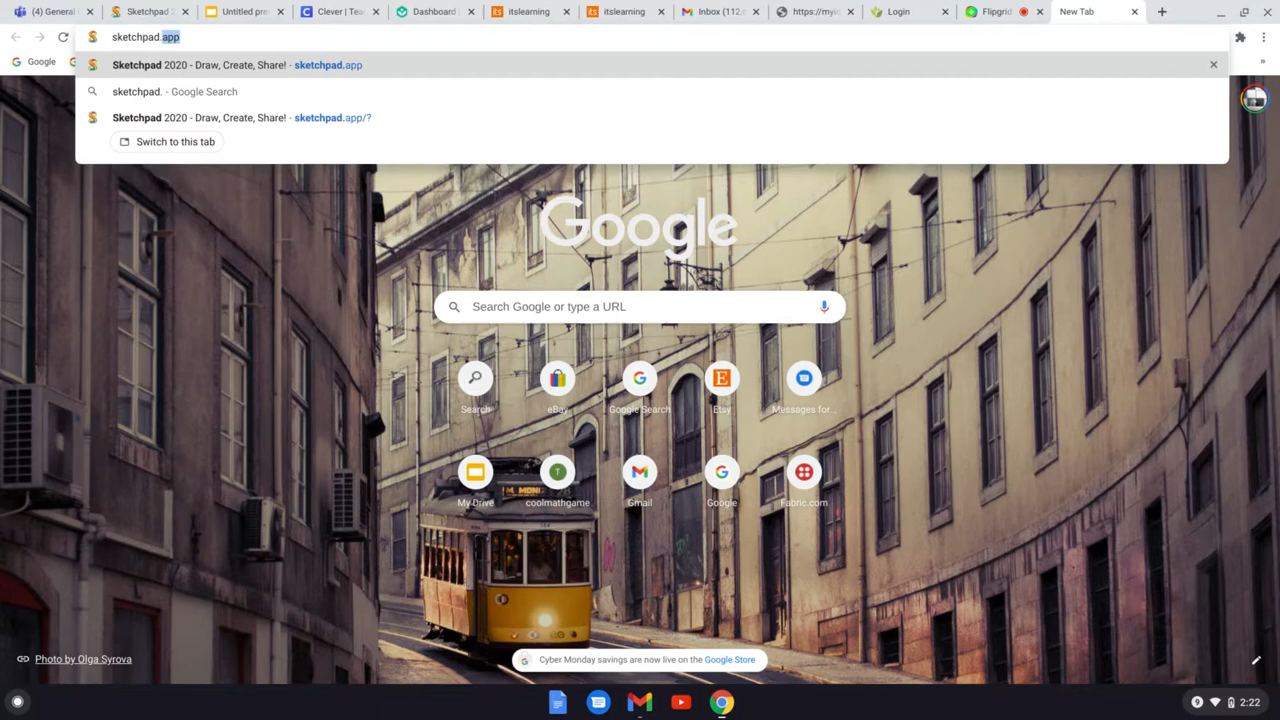 (4) General
Sketchpad 2
Untitled pre
Clever | Tea
Dashboard |
itslearning
itslearning
Inbox (112,
https://myic
Login
Flipgrid
New Tab
sketchpad.app
Google
Sketchpad 2020 - Draw, Create, Share! - sketchpad.app
sketchpad. - Google Search
Sketchpad 2020 - Draw, Create, Share! - sketchpad.app/?
Switch to this tab
Google
Search Google or type a URL
Search
eBay
Google Search
Etsy
Messages for...
My Drive
coolmathgame
Gmail
Google
Fabric.com
Photo by Olga Syrova
Cyber Monday savings are now live on the Google Store
9
2:22